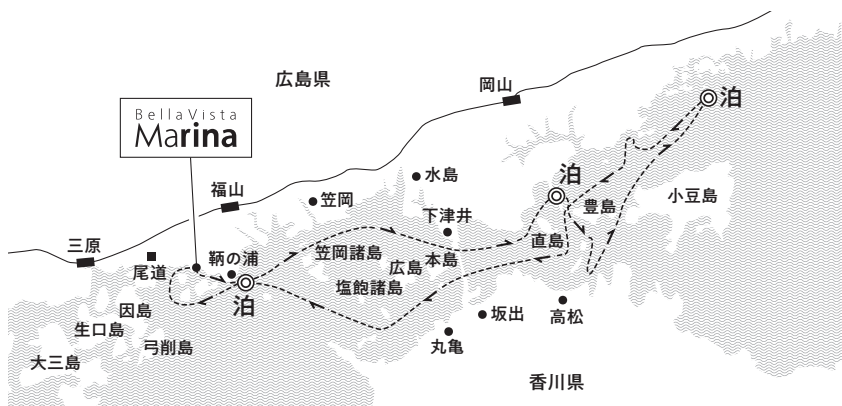 広島県
岡山
BellaVista
Marina
泊
水島
泊
福山
笠岡
小豆島
豊島
下津井
三原
直島
鞆の浦
笠岡諸島
本島
尾道
広島
塩飽諸島
泊
因島
坂出
高松
生口島
弓削島
丸亀
大三島
香川県